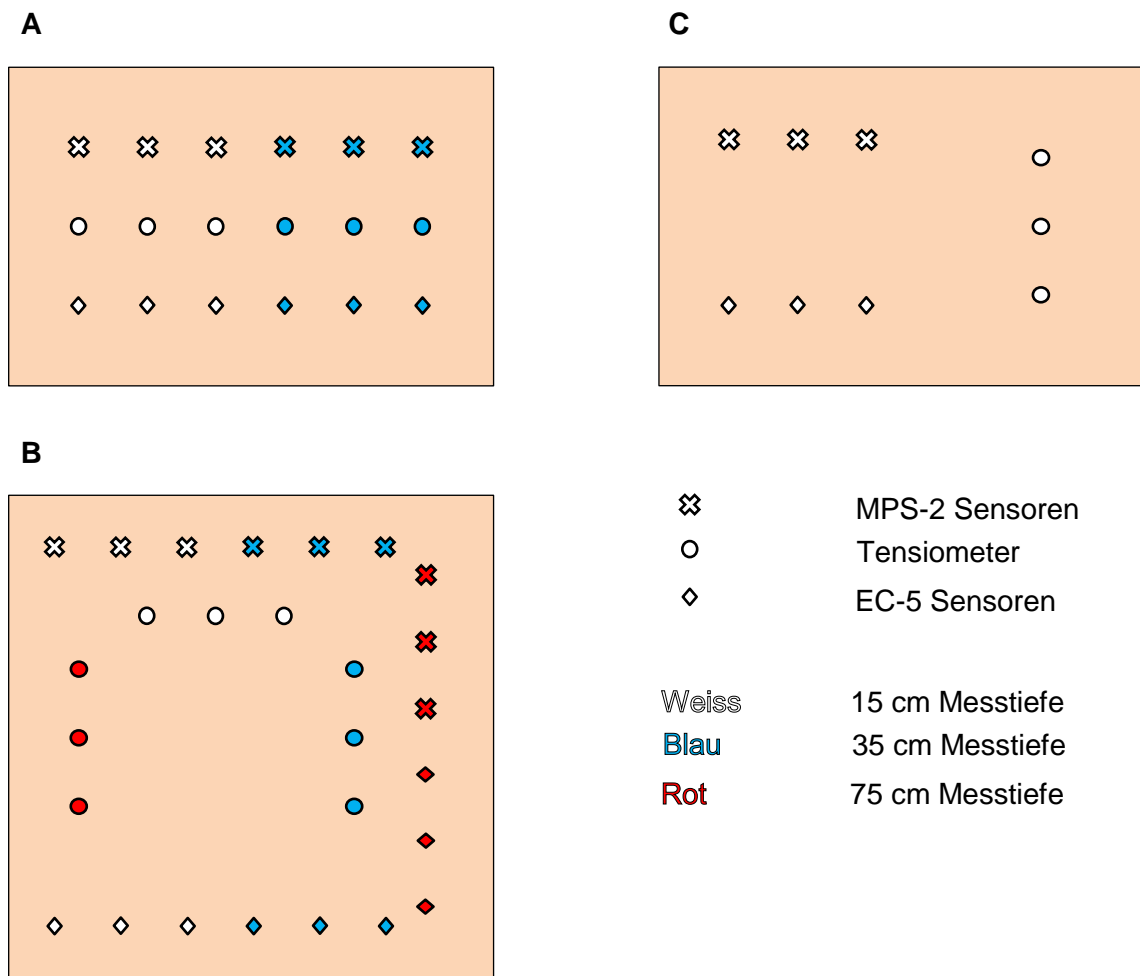 A
C
B
MPS-2 Sensoren
Tensiometer
EC-5 Sensoren
Weiss 15 cm Messtiefe
Blau 35 cm Messtiefe
Rot 75 cm Messtiefe